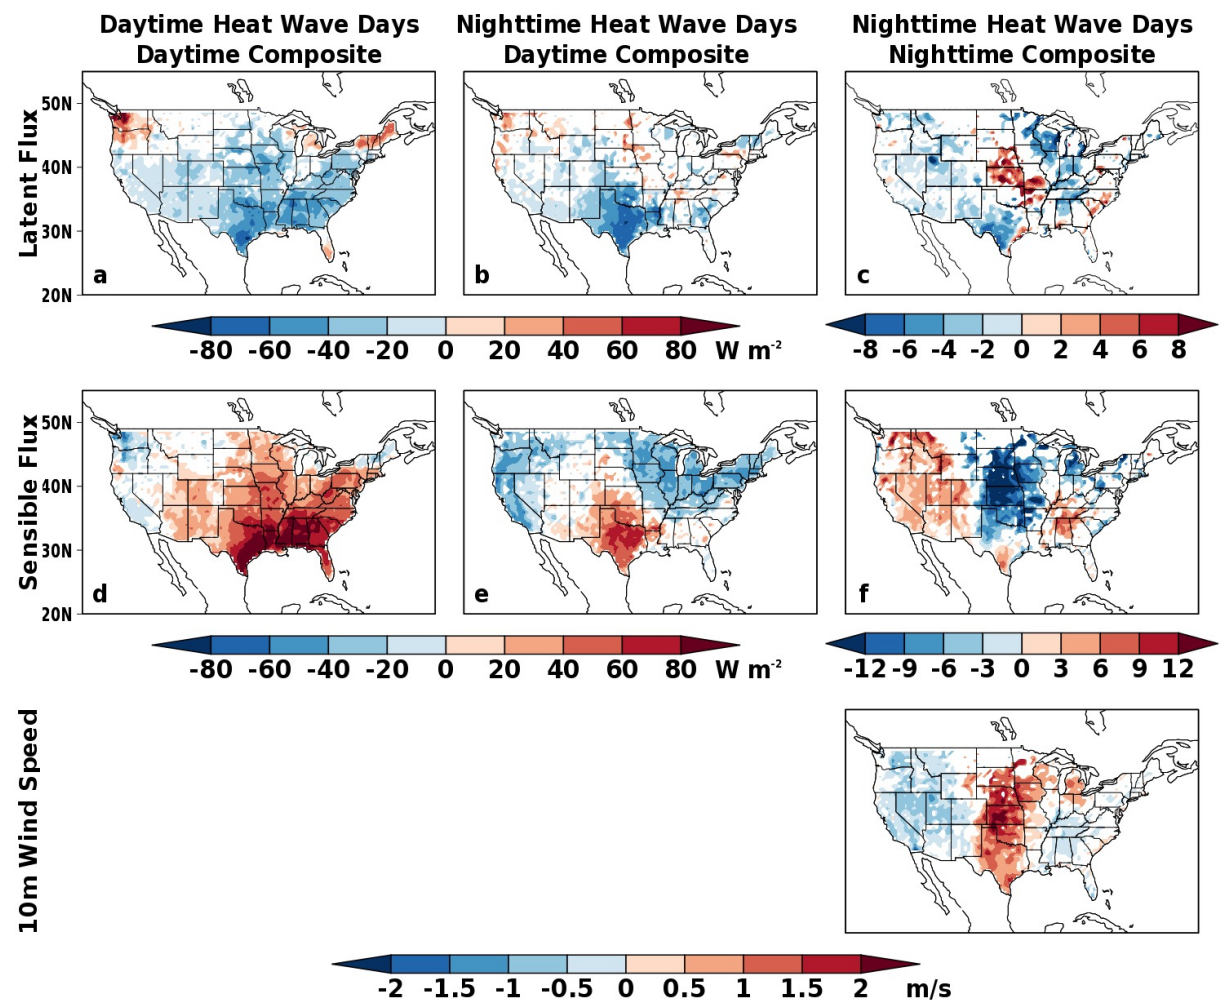 Daytime Heat Wave Days
Daytime Composite
Nighttime Heat Wave Days
Daytime Composite
Nighttime Heat Wave Days
Nighttime Composite
Latent Flux
50N
40N
30N
20N
a
b
c
-80 -60 -40 -20 0 20 40 60 80 W m-2
-8 -6 -4 -2 0 2 4 6 8
Sensible Flux
50N
40N
30N
20N
d
e
f
-80 -60 -40 -20 0 20 40 60 80 W m-2
-12 -9 -6 -3 0 3 6 9 12
10m Wind Speed
-2 -1.5 -1 -0.5 0 0.5 1 1.5 2 m/s